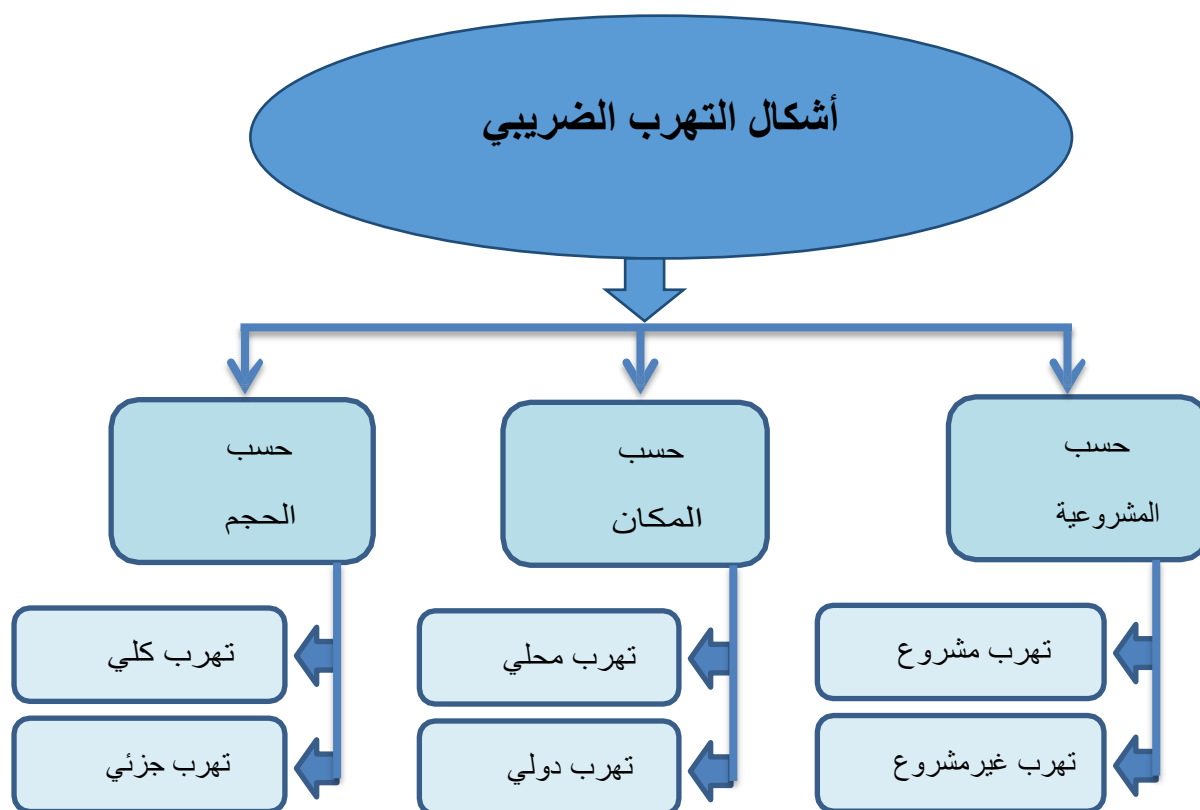 أشكال التهرب الضريبي
حسب
المشروعية
حسب
المكان
حسب
الحجم
تهرب مشروع
تهرب غيرمشروع
تهرب محلي
تهرب دولي
تهرب كلي
تهرب جزئي